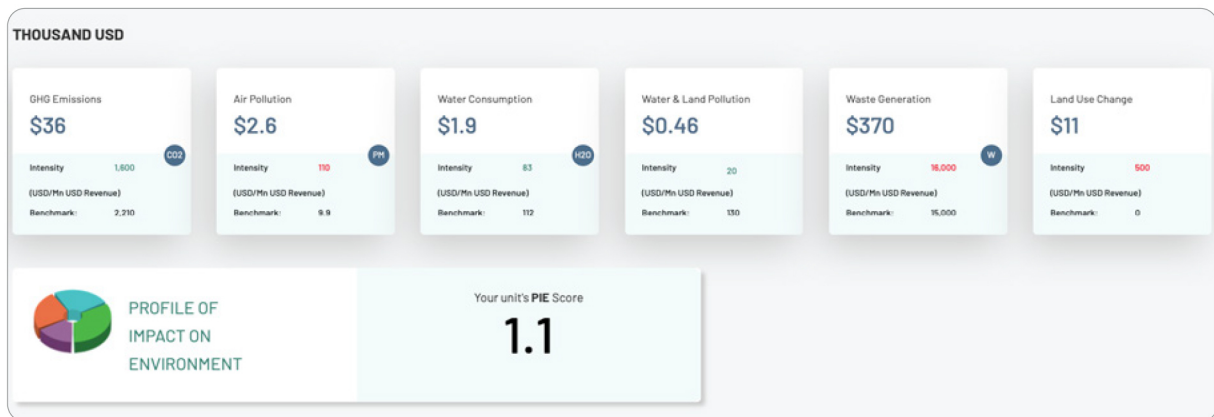 THOUSAND USD
GHG Emissions
$36
CO2
Intensity 1,600
(USD/Mn USD Revenue)
Benchmark: 2,210
Air Pollution
$2.6
PM
Intensity 110
(USD/Mn USD Revenue)
Benchmark: 9.9
Water Consumption
$1.9
H2O
Intensity 83
(USD/Mn USD Revenue)
Benchmark: 112
Water & Land Pollution
$0.46
Intensity 20
(USD/Mn USD Revenue)
Benchmark: 130
Waste Generation
$370
W
Intensity 16,000
(USD/Mn USD Revenue)
Benchmark: 15,000
Land Use Change
$11
Intensity 500
(USD/Mn USD Revenue)
Benchmark: 0
PROFILE OF
IMPACT ON
ENVIRONMENT
Your unit's PIE Score
1.1